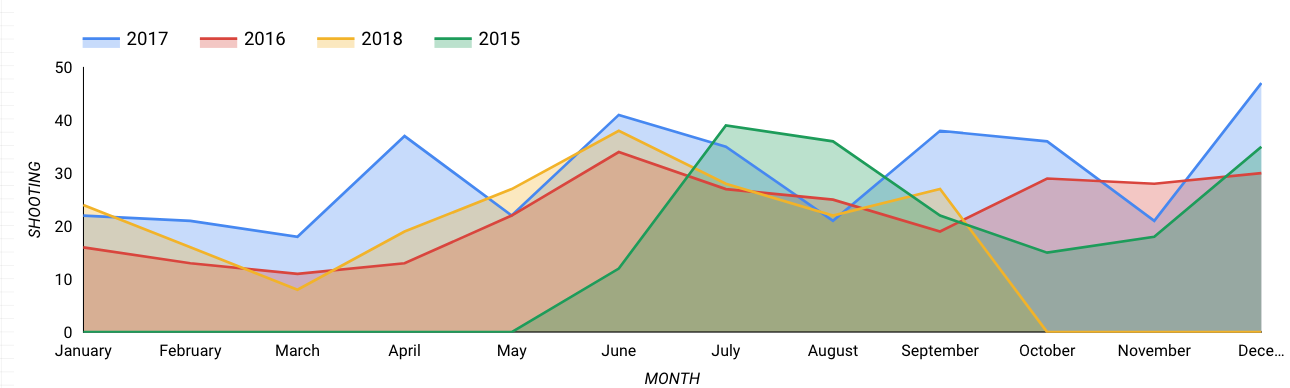 2017 2016 2018 2015
50
40
30
20
10
0
SHOOTING
January February March April May June July August September October November Dece...
MONTH